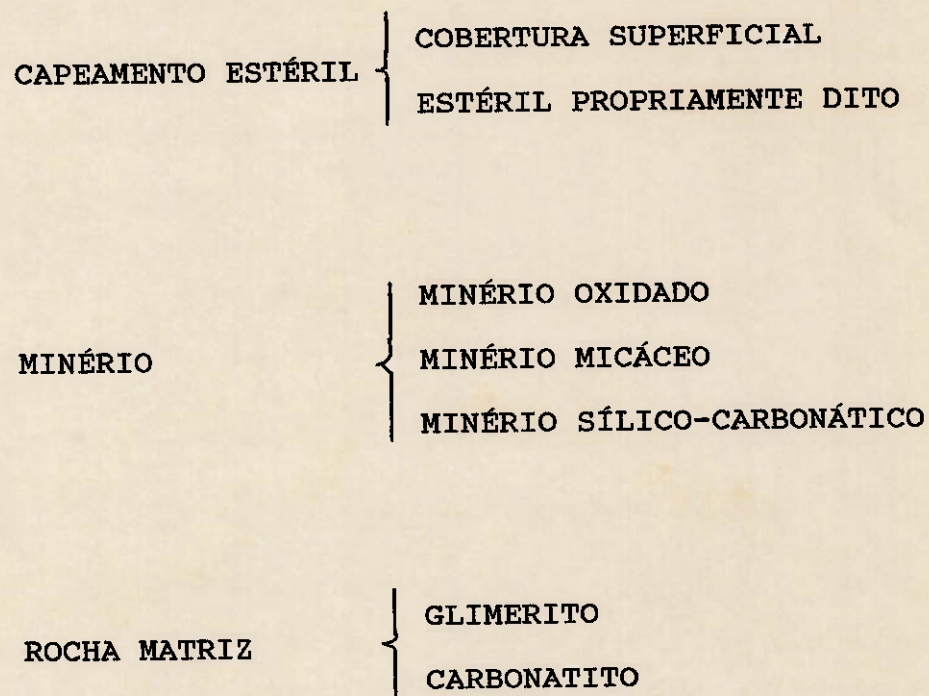 COBERTURA SUPERFICIAL
CAPEAMENTO ESTÉRIL
ESTÉRIL PROPRIAMENTE DITO
MINÉRIO OXIDADO
MINÉRIO
MINÉRIO MICÁCEO
MINÉRIO SÍLICO-CARBONÁTICO
GLIMERITO
ROCHA MATRIZ
CARBONATITO